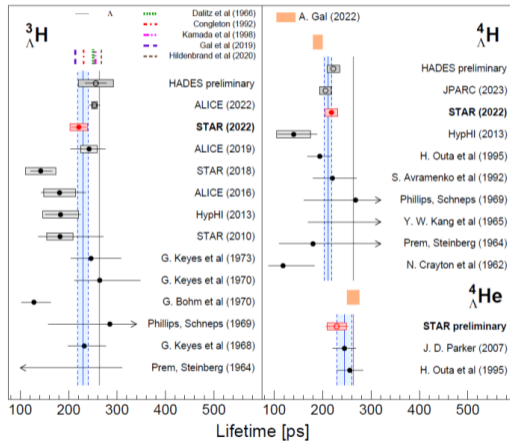 ³ΛH
Λ
Dalitz et al (1966)
Congleton (1992)
Kamada et al (1998)
Gal et al (2019)
Hildenbrand et al (2020)
HADES preliminary
ALICE (2022)
STAR (2022)
ALICE (2019)
STAR (2018)
ALICE (2016)
HypHI (2013)
STAR (2010)
G. Keyes et al (1973)
G. Keyes et al (1970)
G. Bohm et al (1970)
Phillips, Schneps (1969)
G. Keyes et al (1968)
Prem, Steinberg (1964)
100 200 300 400 500
A. Gal (2022)
⁴ΛH
HADES preliminary
JPARC (2023)
STAR (2022)
HypHI (2013)
H. Outa et al (1995)
S. Avramenko et al (1992)
Phillips, Schneps (1969)
Y. W. Kang et al (1965)
Prem, Steinberg (1964)
N. Crayton et al (1962)
⁴ΛHe
STAR preliminary
J. D. Parker (2007)
H. Outa et al (1995)
100 200 300 400 500
Lifetime [ps]